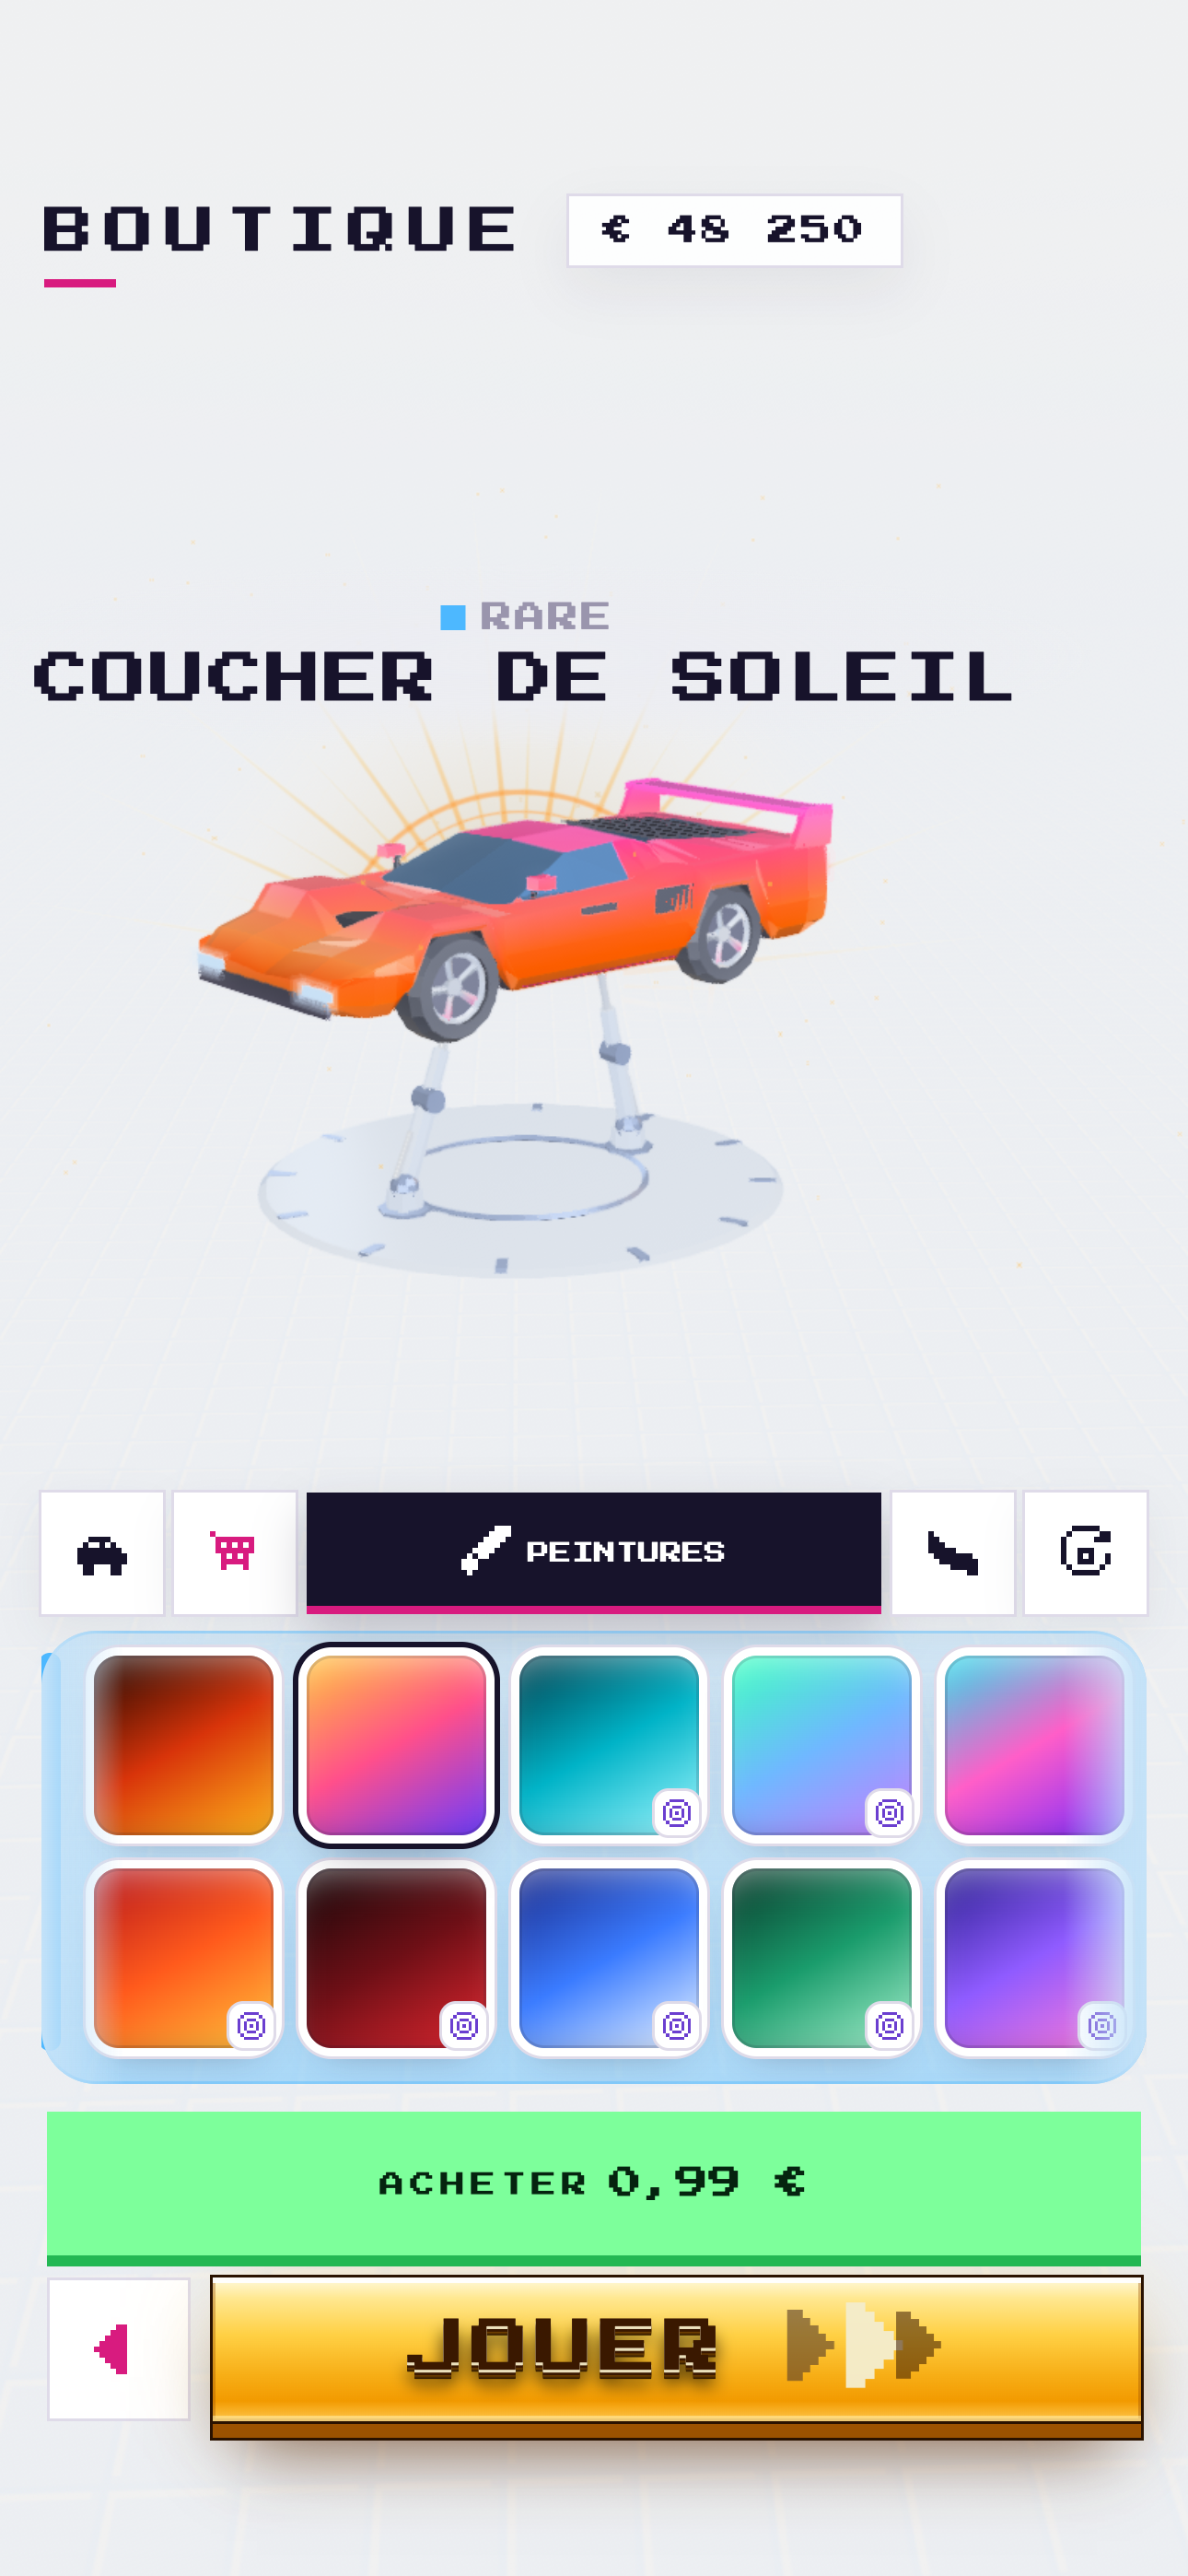 BOUTIQUE
€ 48 250
RARE
COUCHER DE SOLEIL
PEINTURES
ACHETER 0,99 €
JOUER